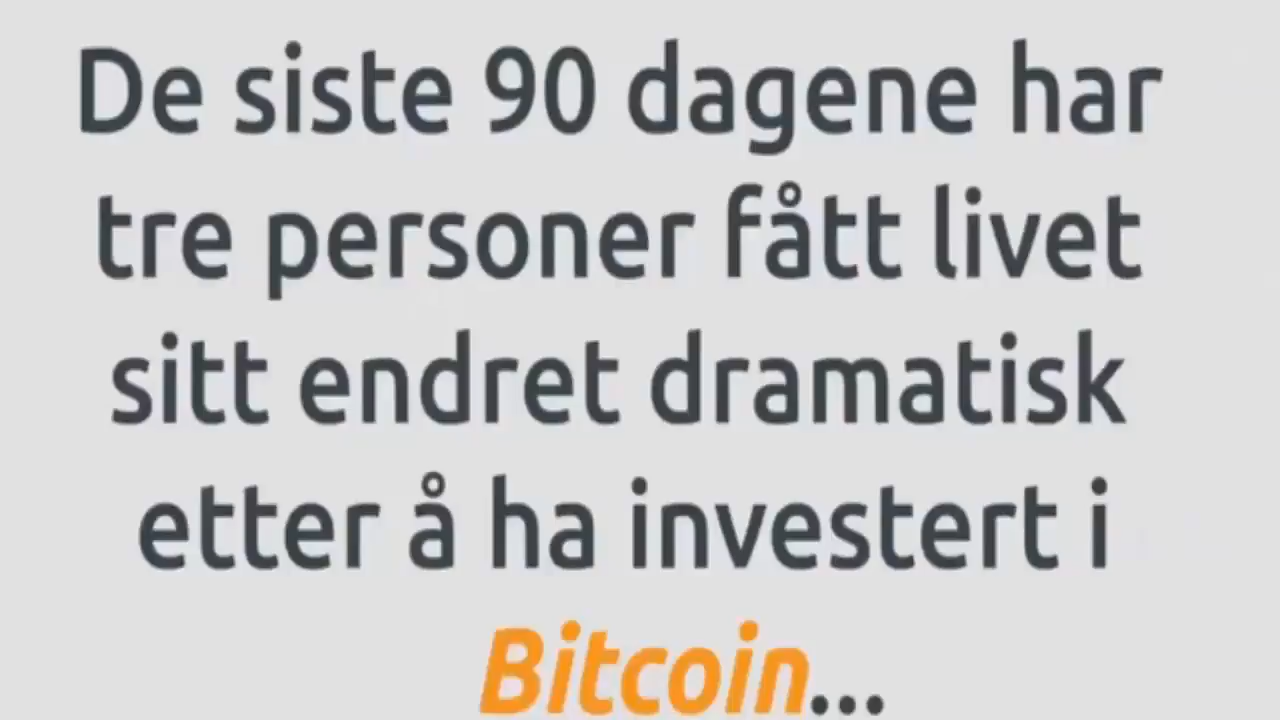 De siste 90 dagene har
tre personer fått livet
sitt endret dramatisk
etter å ha investert i
Bitcoin...